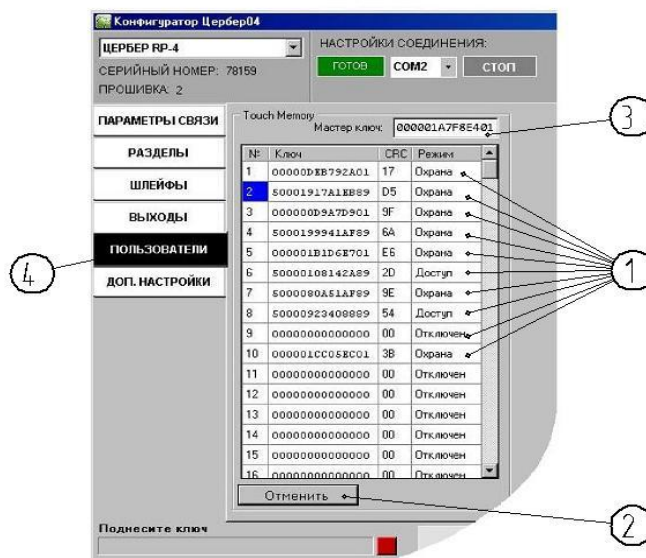 Конфигуратор Цербер04
ЦЕРБЕР RP-4
СЕРИЙНЫЙ НОМЕР: 78159
ПРОШИВКА: 2
НАСТРОЙКИ СОЕДИНЕНИЯ:
ГОТОВ COM2 СТОП
ПАРАМЕТРЫ СВЯЗИ
РАЗДЕЛЫ
ШЛЕЙФЫ
ВЫХОДЫ
ПОЛЬЗОВАТЕЛИ
ДОП. НАСТРОЙКИ
Touch Memory
Мастер ключ: 000001A7F8E401
№ Ключ CRC Режим
1 00000DEB792A01 17 Охрана
2 50001917A1EB89 D5 Охрана
3 000000D9A7D901 9F Охрана
4 5000199941AF89 6A Охрана
5 000001B1D6E701 E6 Охрана
6 50000108142A89 2D Доступ
7 5000080A51AF89 9E Охрана
8 50000923408889 54 Доступ
9 00000000000000 00 Отключен
10 000001CC05EC01 3B Охрана
11 00000000000000 00 Отключен
12 00000000000000 00 Отключен
13 00000000000000 00 Отключен
14 00000000000000 00 Отключен
15 00000000000000 00 Отключен
16 00000000000000 00 Отключен
Отменить
Поднесите ключ
3
1
4
2